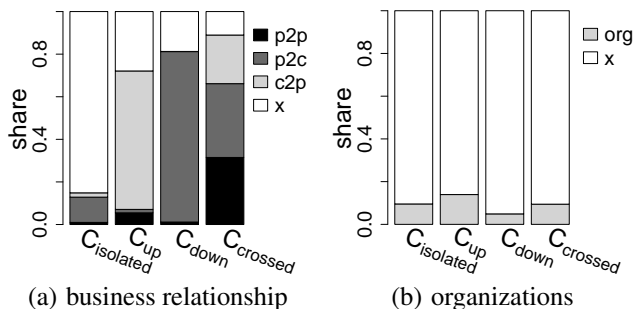 share
0.8
0.4
0.0
p2p
p2c
c2p
x
C_isolated
C_up
C_down
C_crossed
(a) business relationship
share
0.8
0.4
0.0
org
x
C_isolated
C_up
C_down
C_crossed
(b) organizations